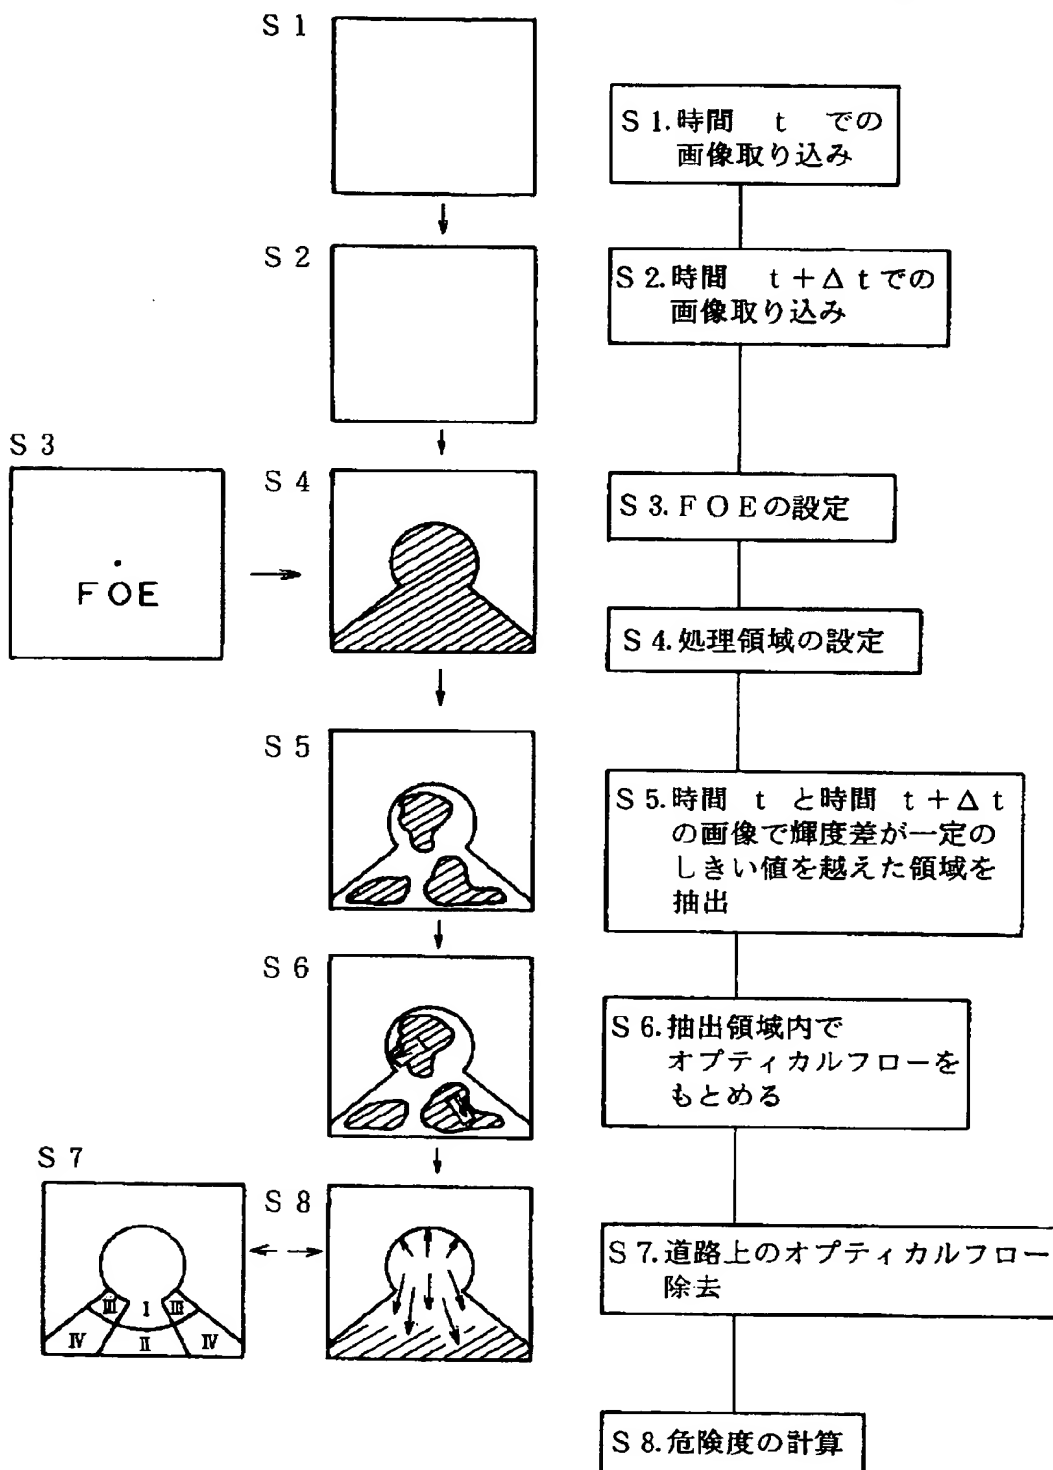 S 1
S 1.時間 t での
画像取り込み
S 2
S 2.時間 t+Δtでの
画像取り込み
S 3
FOE
S 4
S 3.FOEの設定
S 4.処理領域の設定
S 5
S 5.時間 t と時間 t+Δt
の画像で輝度差が一定の
しきい値を越えた領域を
抽出
S 6
S 6.抽出領域内で
オプティカルフローを
もとめる
S 7
III
I
III
IV
II
IV
S 8
S 7.道路上のオプティカルフロー
除去
S 8.危険度の計算